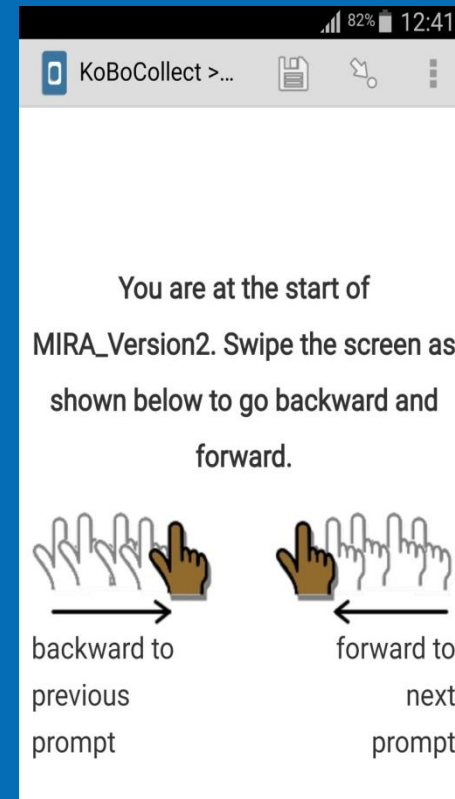 82% 12:41
KoBoCollect >...
You are at the start of
MIRA_Version2. Swipe the screen as
shown below to go backward and
forward.
backward to
previous
prompt
forward to
next
prompt